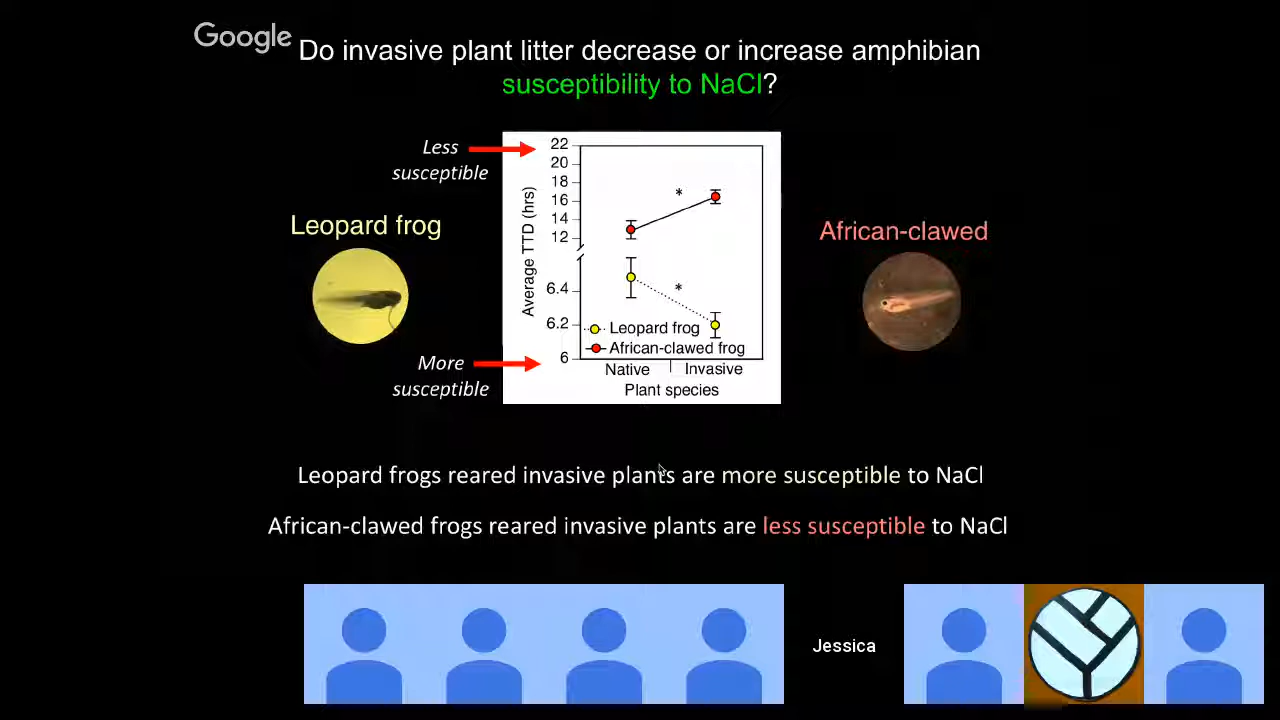 Google
Do invasive plant litter decrease or increase amphibian
susceptibility to NaCl?
Less
susceptible
Leopard frog
African-clawed
Average TTD (hrs)
22
20
18
16
14
12
6.4
6.2
6
*
*
Leopard frog
African-clawed frog
Native
Invasive
Plant species
More
susceptible
Leopard frogs reared invasive plants are more susceptible to NaCl
African-clawed frogs reared invasive plants are less susceptible to NaCl
Jessica